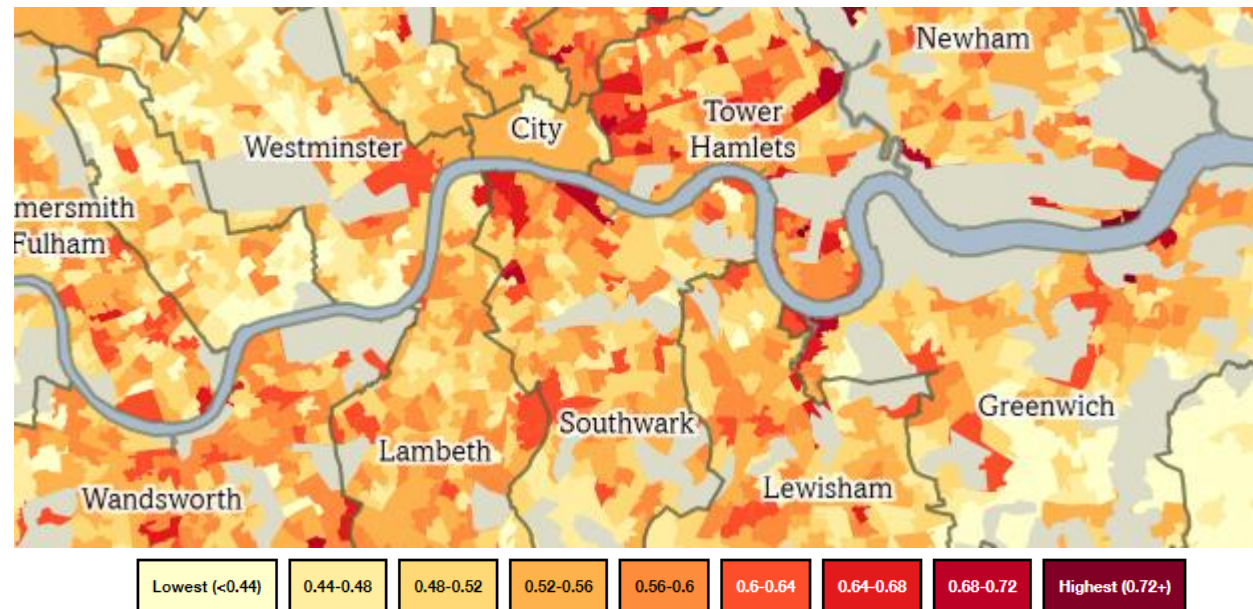 Newham
Tower
Hamlets
City
Westminster
mersmith
Fulham
Greenwich
Southwark
Lambeth
Lewisham
Wandsworth
Lowest (<0.44)
0.44-0.48
0.48-0.52
0.52-0.56
0.56-0.6
0.6-0.64
0.64-0.68
0.68-0.72
Highest (0.72+)